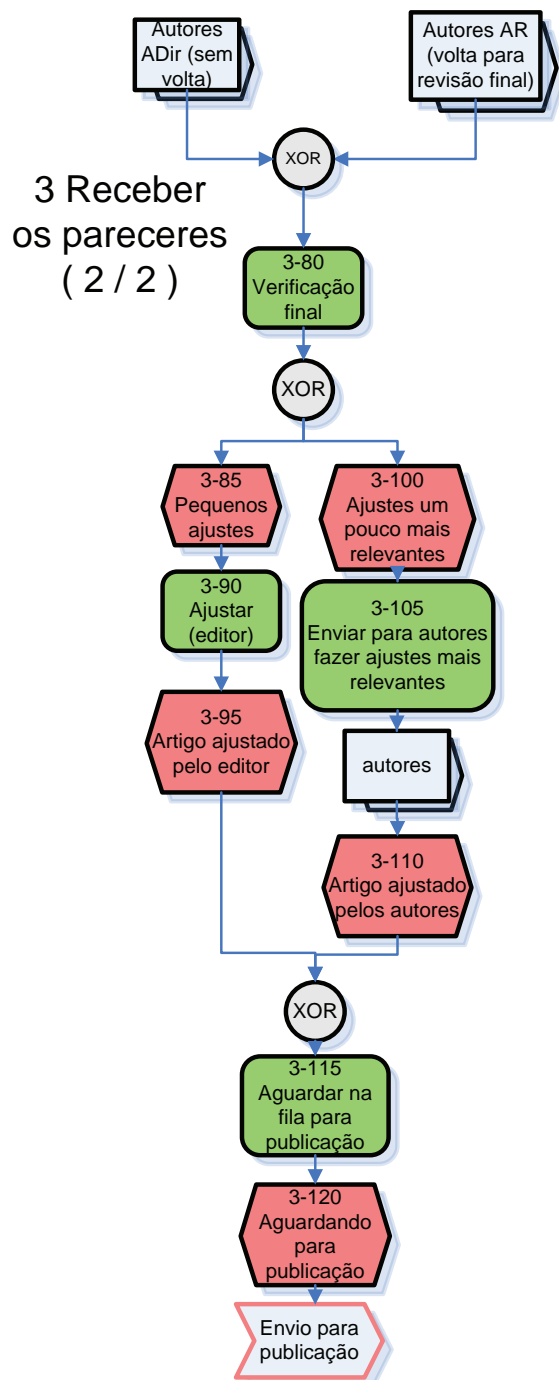 Autores
ADir (sem
volta)
Autores AR
(volta para
revisão final)
XOR
3 Receber
os pareceres
( 2 / 2 )
3-80
Verificação
final
XOR
3-85
Pequenos
ajustes
3-100
Ajustes um
pouco mais
relevantes
3-90
Ajustar
(editor)
3-105
Enviar para autores
fazer ajustes mais
relevantes
3-95
Artigo ajustado
pelo editor
autores
3-110
Artigo ajustado
pelos autores
XOR
3-115
Aguardar na
fila para
publicação
3-120
Aguardando
para
publicação
Envio para
publicação